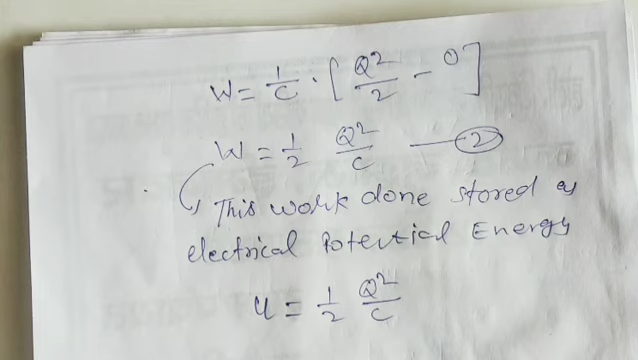 W = 1/C · [Q²/2 - 0]
W = 1/2 Q²/C — (2)
This work done stored as
electrical Potential Energy
U = 1/2 Q²/C